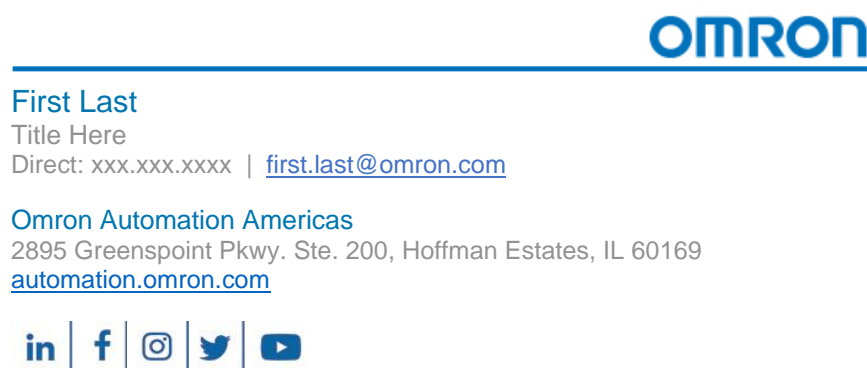 OMRON
First Last
Title Here
Direct: xxx.xxx.xxxx | first.last@omron.com
Omron Automation Americas
2895 Greenspoint Pkwy. Ste. 200, Hoffman Estates, IL 60169
automation.omron.com
in f